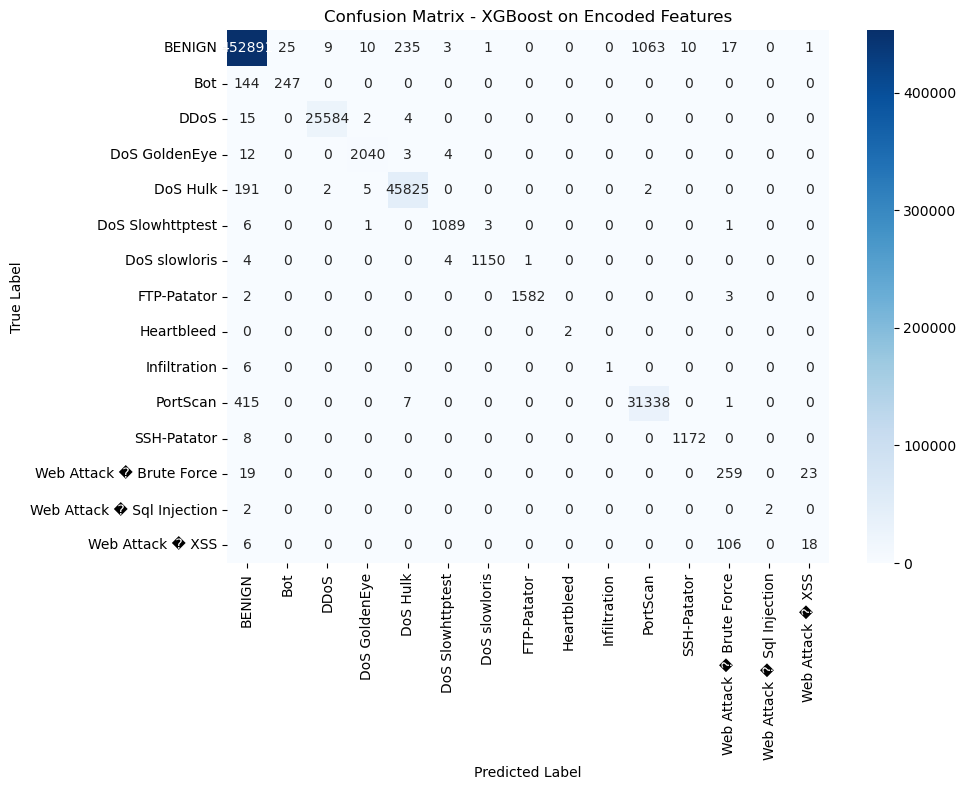 Confusion Matrix - XGBoost on Encoded Features
BENIGN 25 9 10 235 3 1 0 0 0 1063 10 17 0 1
Bot 144 247 0 0 0 0 0 0 0 0 0 0 0 0 0
DDoS 15 0 25584 2 4 0 0 0 0 0 0 0 0 0 0
DoS GoldenEye 12 0 0 2040 3 4 0 0 0 0 0 0 0 0 0
DoS Hulk 191 0 2 5 45825 0 0 0 0 0 2 0 0 0 0
DoS Slowhttptest 6 0 0 1 0 1089 3 0 0 0 0 0 1 0 0
DoS slowloris 4 0 0 0 0 4 1150 1 0 0 0 0 0 0 0
FTP-Patator 2 0 0 0 0 0 0 1582 0 0 0 0 3 0 0
Heartbleed 0 0 0 0 0 0 0 0 2 0 0 0 0 0 0
Infiltration 6 0 0 0 0 0 0 0 0 1 0 0 0 0 0
PortScan 415 0 0 0 7 0 0 0 0 0 31338 0 1 0 0
SSH-Patator 8 0 0 0 0 0 0 0 0 0 0 1172 0 0 0
Web Attack � Brute Force 19 0 0 0 0 0 0 0 0 0 0 0 259 0 23
Web Attack � Sql Injection 2 0 0 0 0 0 0 0 0 0 0 0 0 2 0
Web Attack � XSS 6 0 0 0 0 0 0 0 0 0 0 0 106 0 18
True Label
BENIGN
Bot
DDoS
DoS GoldenEye
DoS Hulk
DoS Slowhttptest
DoS slowloris
FTP-Patator
Heartbleed
Infiltration
PortScan
SSH-Patator
Web Attack � Brute Force
Web Attack � Sql Injection
Web Attack � XSS
Predicted Label
400000
300000
200000
100000
0